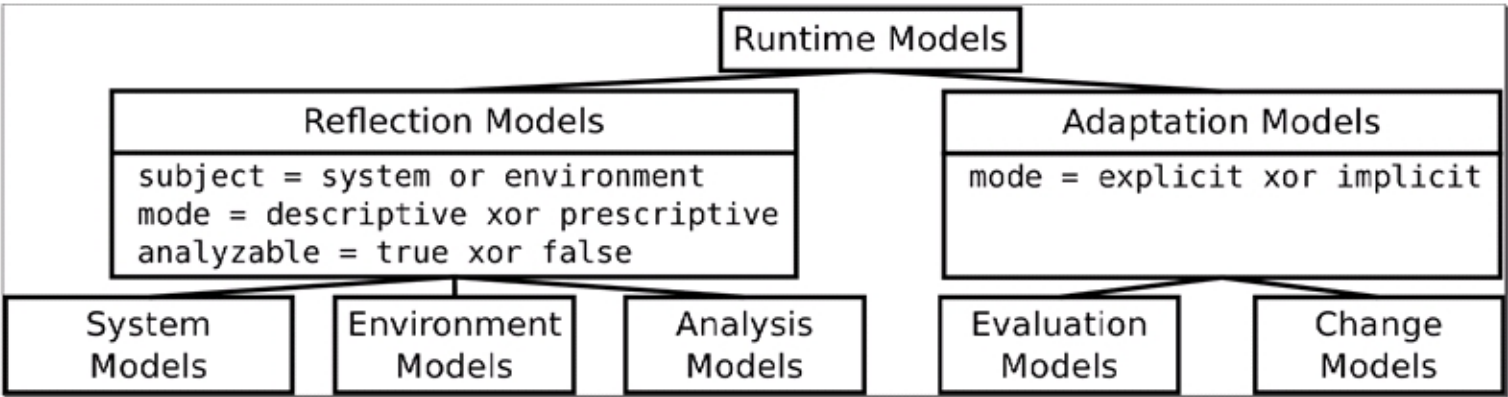 Runtime Models
Reflection Models
subject = system or environment
mode = descriptive xor prescriptive
analyzable = true xor false
Adaptation Models
mode = explicit xor implicit
System
Models
Environment
Models
Analysis
Models
Evaluation
Models
Change
Models